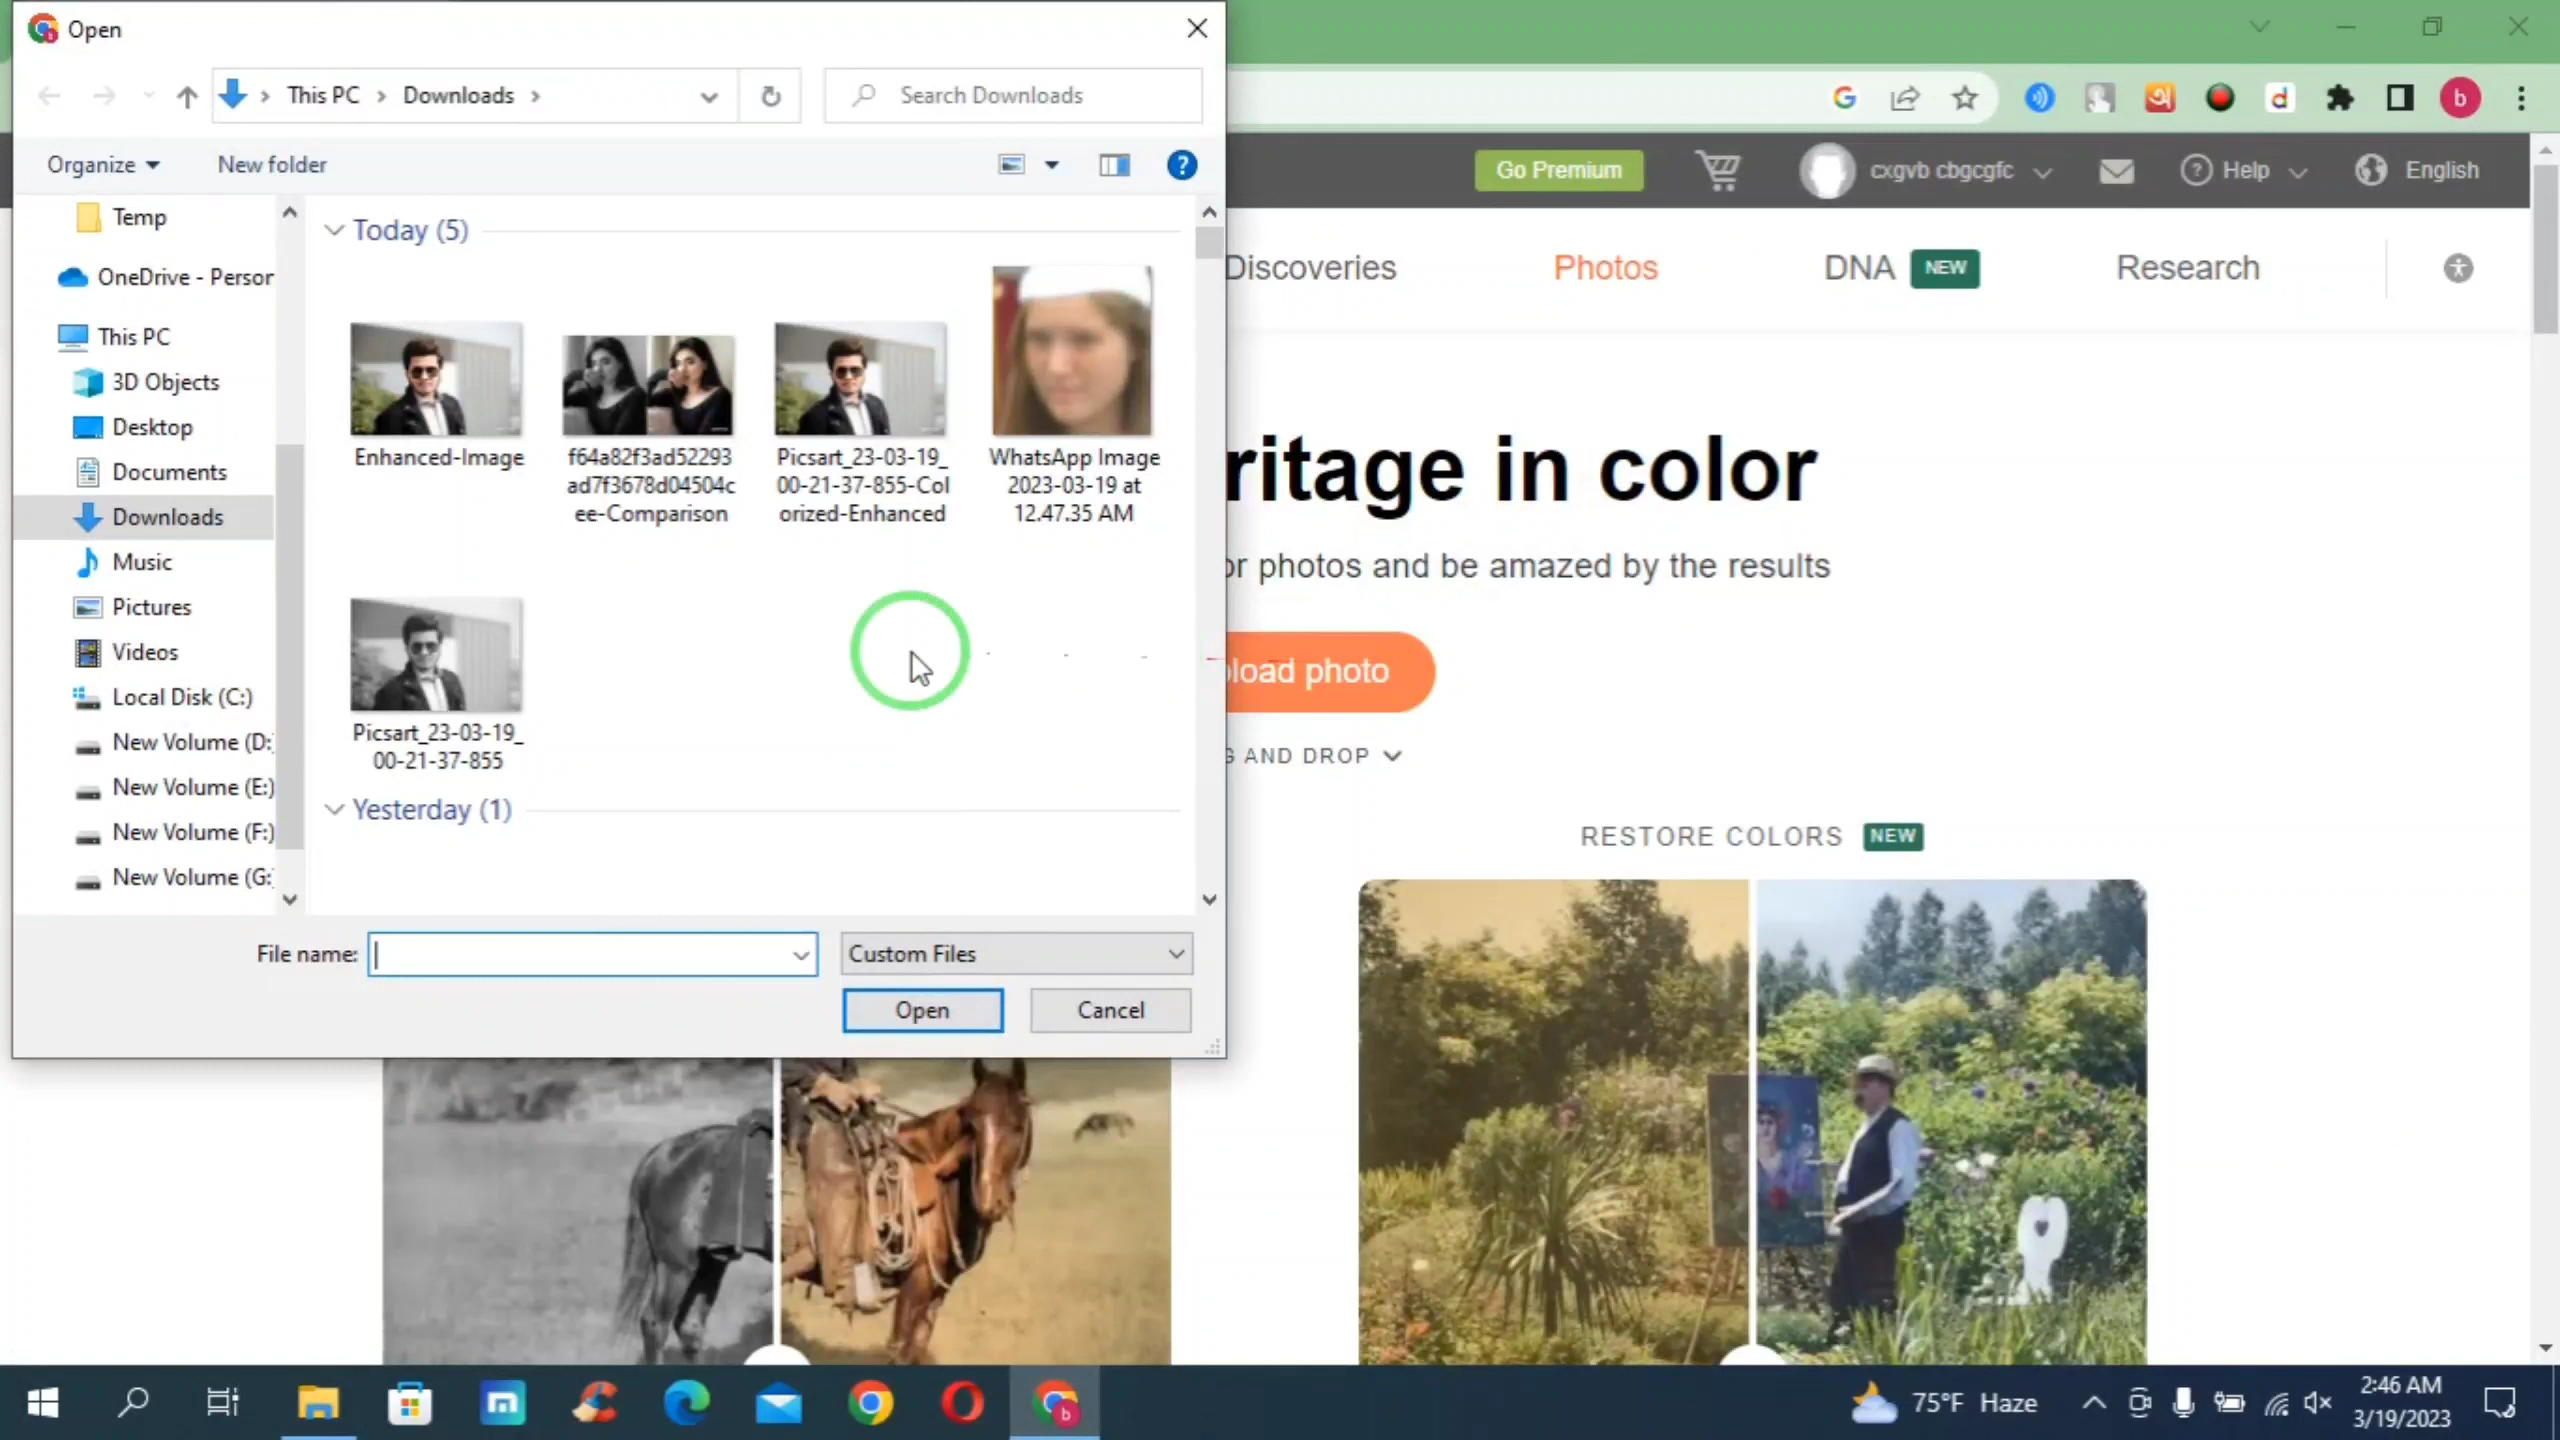 Open
This PC
Downloads
Search Downloads
Organize
New folder
Temp
OneDrive - Person
This PC
3D Objects
Desktop
Documents
Downloads
Music
Pictures
Videos
Local Disk (C:)
New Volume (D:
New Volume (E:)
New Volume (F:)
New Volume (G:
Today (5)
Enhanced-Image
f64a82f3ad52293
ad7f3678d04504c
ee-Comparison
Picsart_23-03-19_
00-21-37-855-Col
orized-Enhanced
WhatsApp Image
2023-03-19 at
12.47.35 AM
Picsart_23-03-19_
00-21-37-855
Yesterday (1)
File name:
Custom Files
Open
Cancel
Go Premium
cxgvb cbgcgfc
Help
English
Discoveries
Photos
DNA NEW
Research
ritage in color
or photos and be amazed by the results
load photo
G AND DROP
RESTORE COLORS NEW
75°F Haze
2:46 AM
3/19/2023